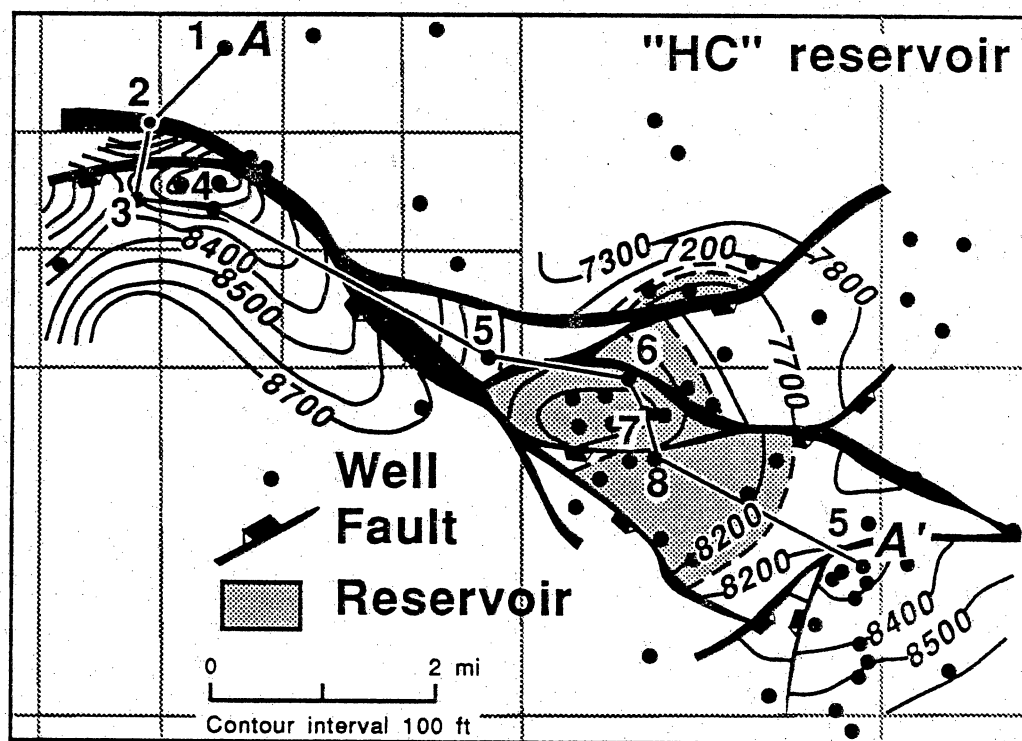 1 A
"HC" reservoir
2
3
4
8400
8500
8700
5
7300
7200
7800
7700
6
7
8
8200
8200
5
A'
8400
8500
Well
Fault
Reservoir
0 2 mi
Contour interval 100 ft